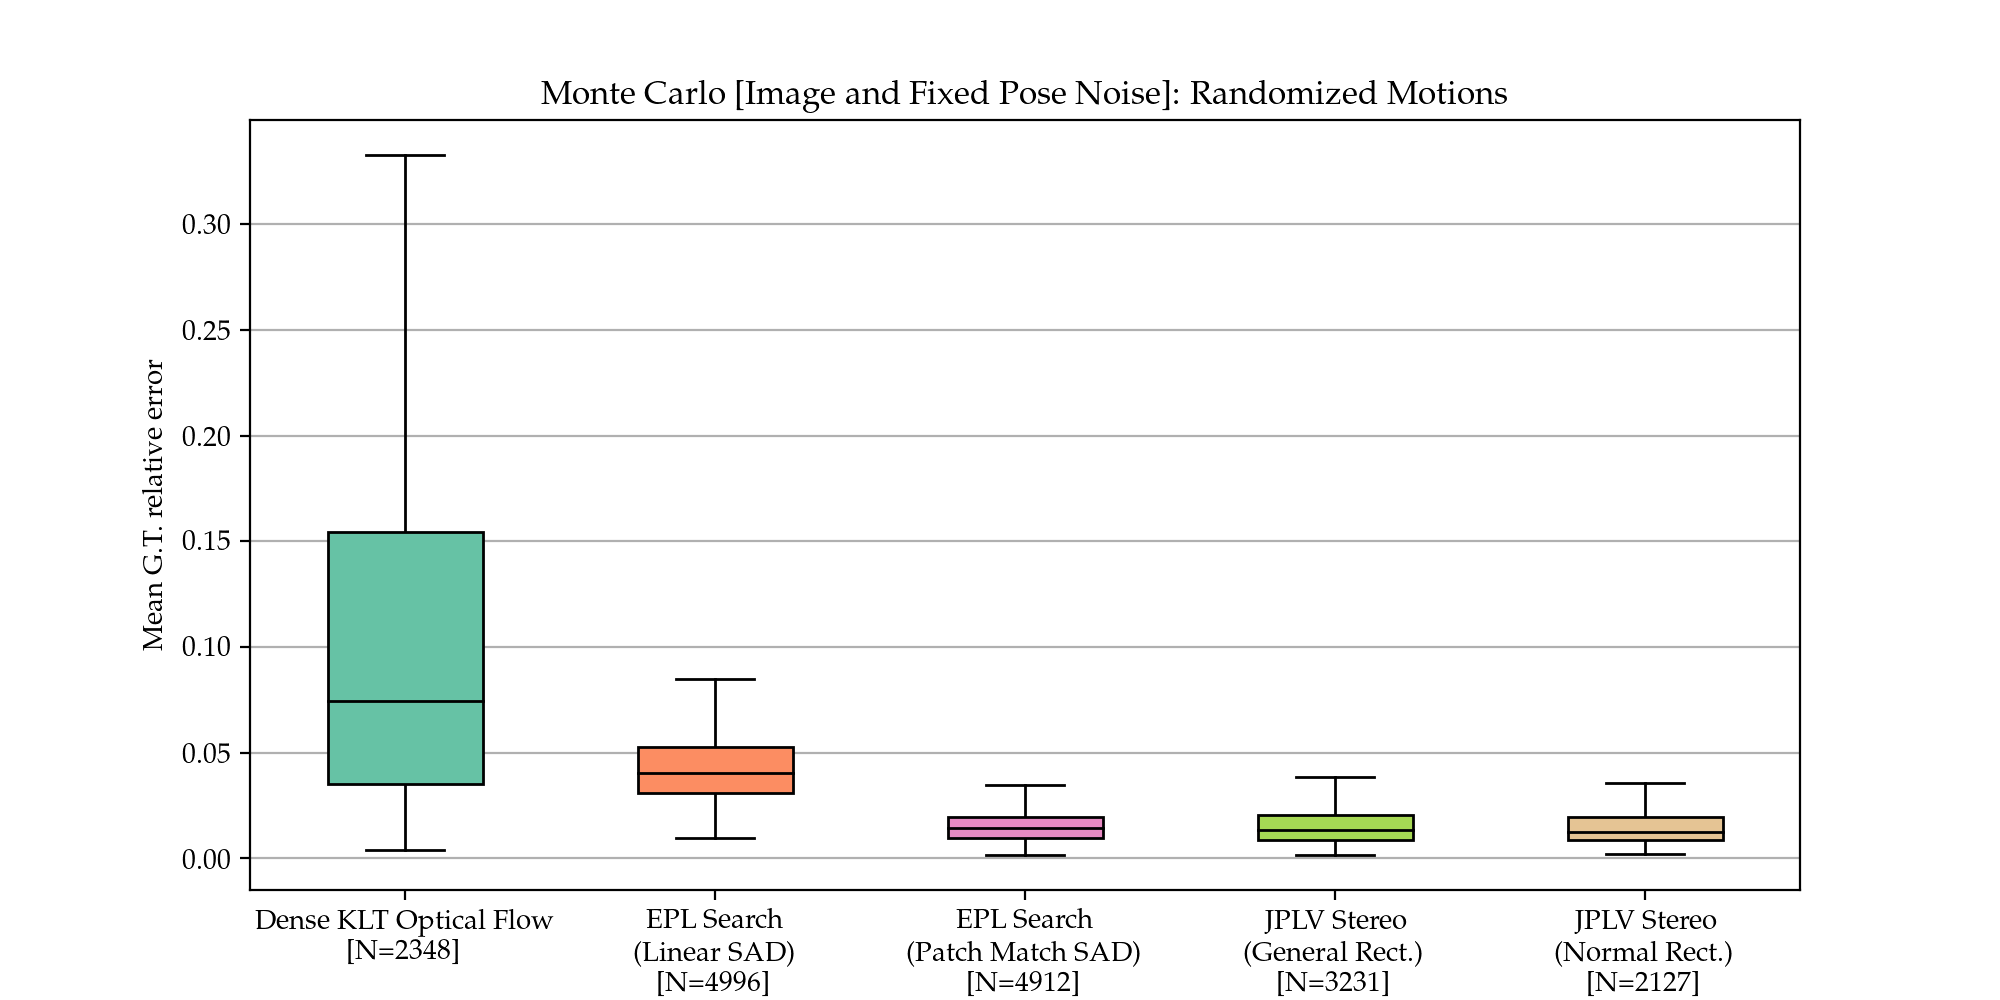 Monte Carlo [Image and Fixed Pose Noise]: Randomized Motions
Mean G.T. relative error
0.30
0.25
0.20
0.15
0.10
0.05
0.00
Dense KLT Optical Flow
[N=2348]
EPL Search
(Linear SAD)
[N=4996]
EPL Search
(Patch Match SAD)
[N=4912]
JPLV Stereo
(General Rect.)
[N=3231]
JPLV Stereo
(Normal Rect.)
[N=2127]